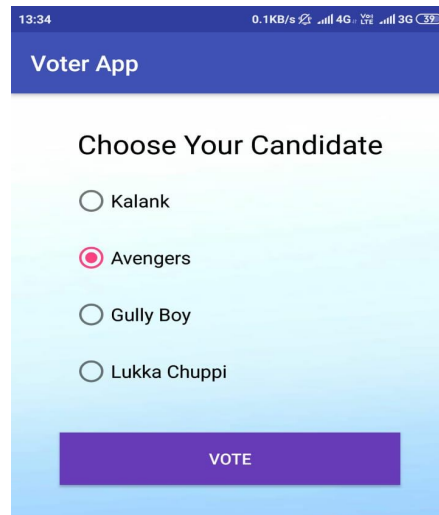 13:34 0.1KB/s 4G Vo) LTE 3G 39
Voter App
Choose Your Candidate
Kalank
Avengers
Gully Boy
Lukka Chuppi
VOTE